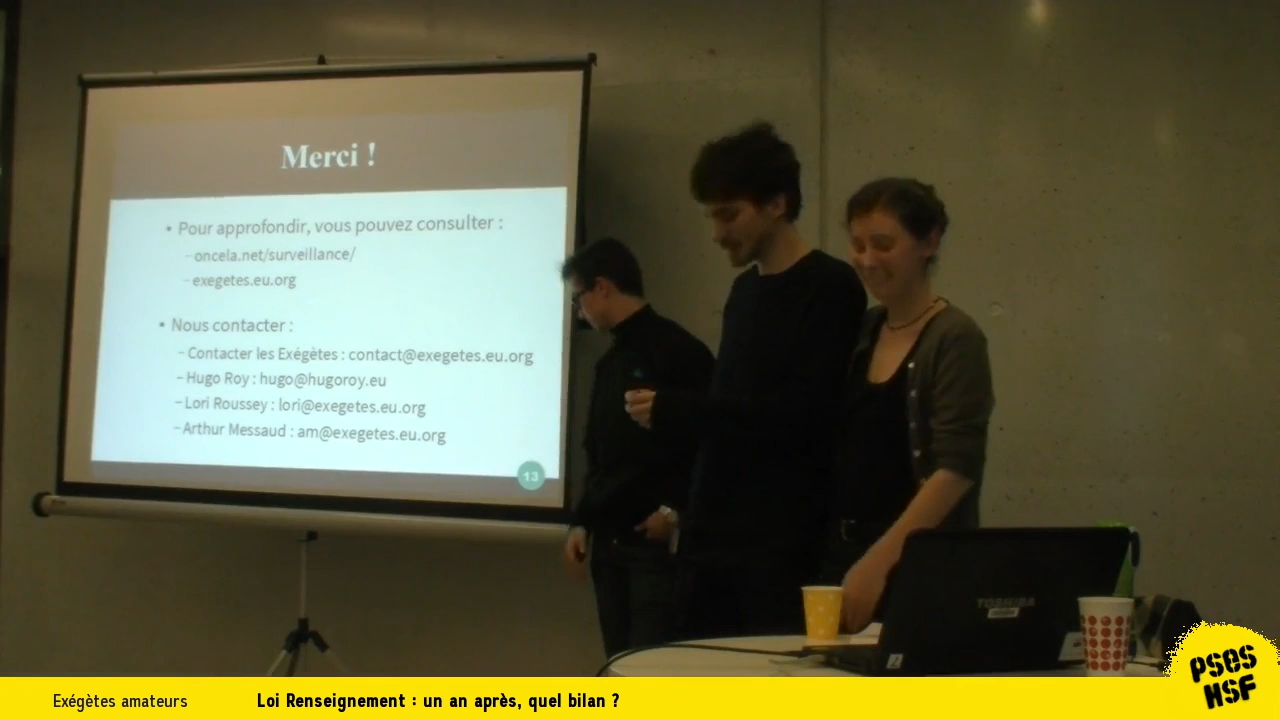 Merci !
• Pour approfondir, vous pouvez consulter :
– oncela.net/surveillance/
– exegetes.eu.org
• Nous contacter :
– Contacter les Exégètes : contact@exegetes.eu.org
– Hugo Roy : hugo@hugoroy.eu
– Lori Roussey : lori@exegetes.eu.org
– Arthur Messaud : am@exegetes.eu.org
13
TOSHIBA
PSES
HSF
Exégètes amateurs
Loi Renseignement : un an après, quel bilan ?